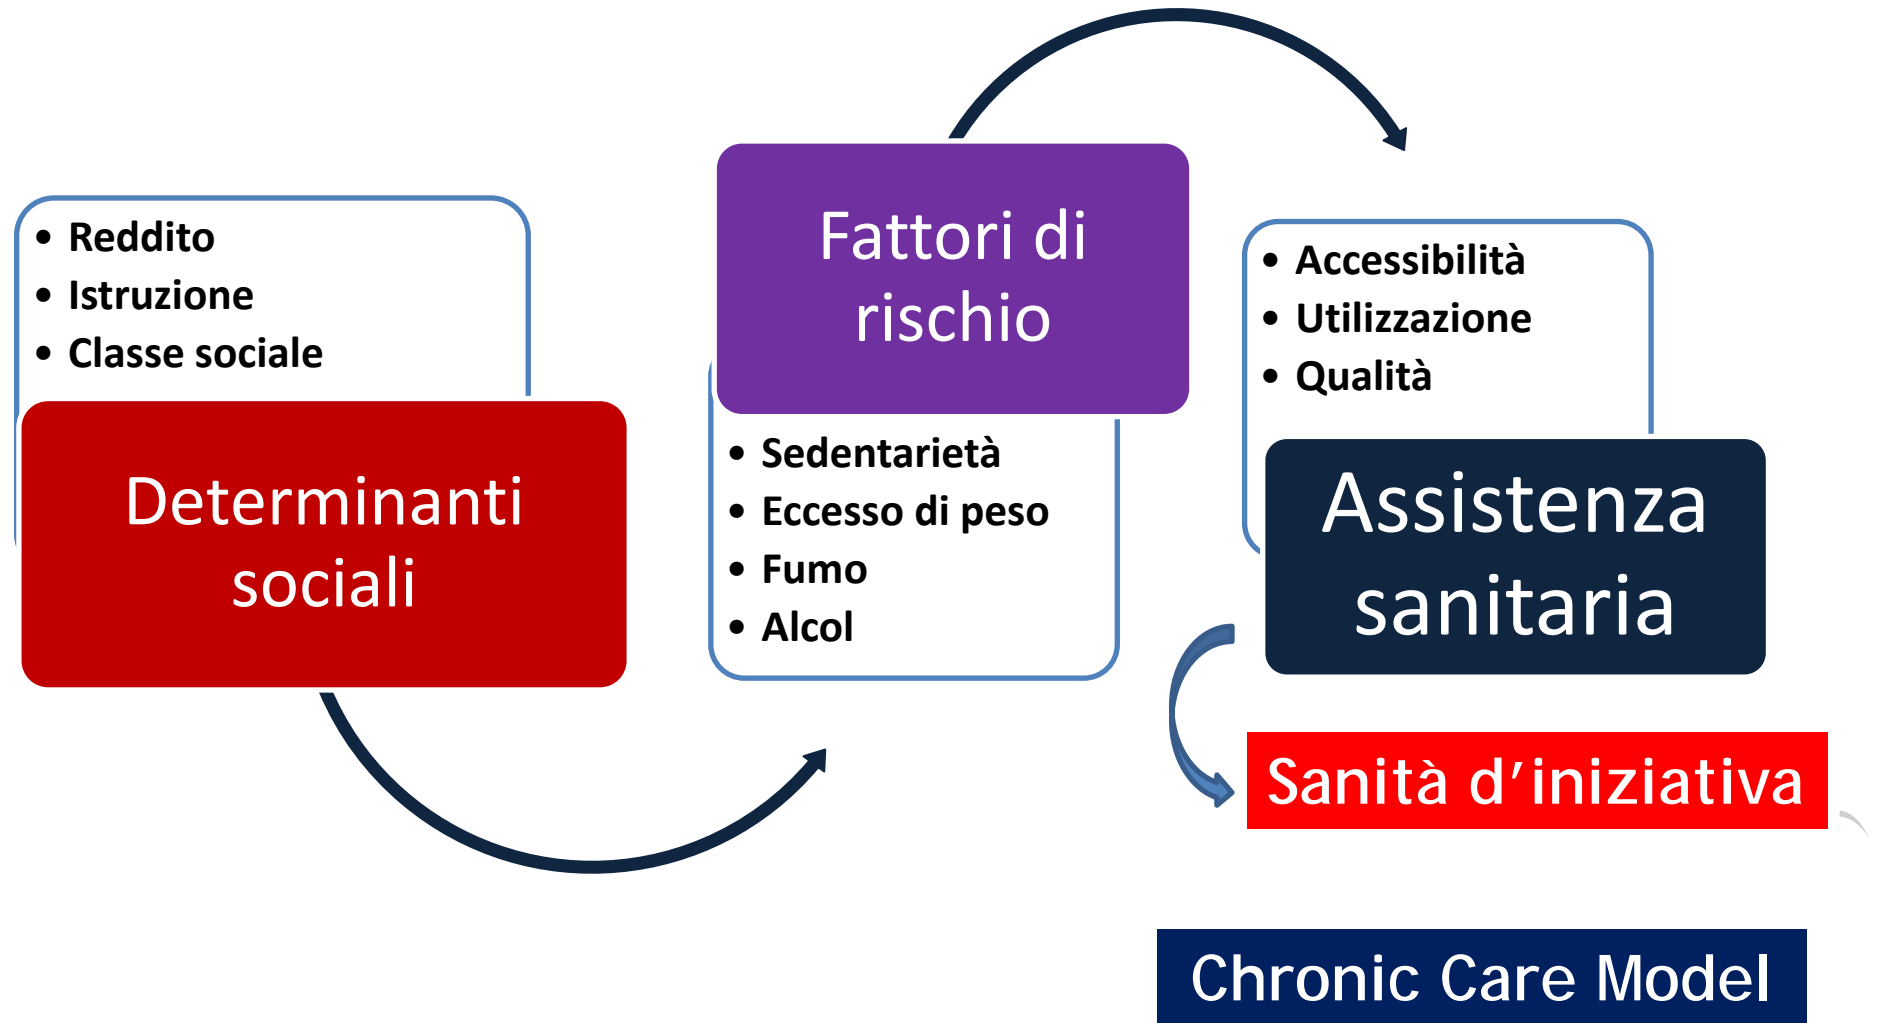 • Reddito
• Istruzione
• Classe sociale
Determinanti
sociali
Fattori di
rischio
• Sedentarietà
• Eccesso di peso
• Fumo
• Alcol
• Accessibilità
• Utilizzazione
• Qualità
Assistenza
sanitaria
Sanità d’iniziativa
Chronic Care Model